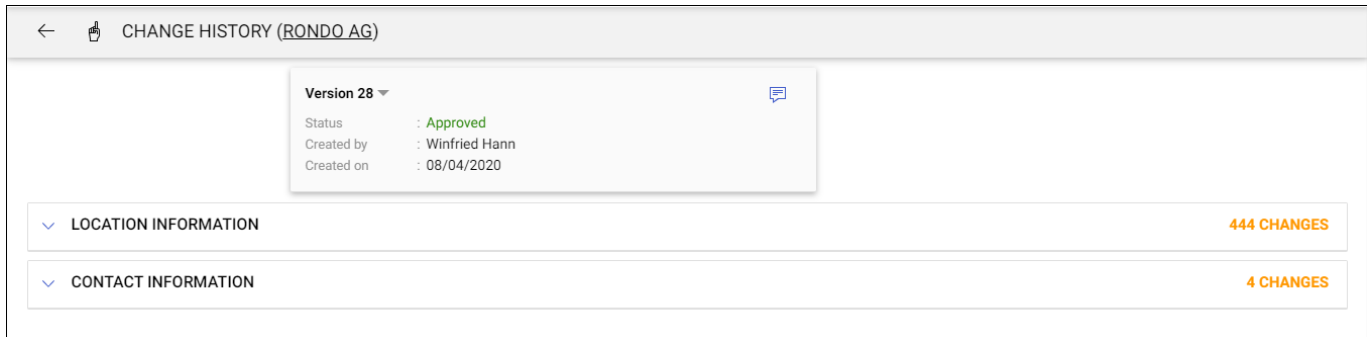 CHANGE HISTORY (RONDO AG)
Version 28
Status : Approved
Created by : Winfried Hann
Created on : 08/04/2020
LOCATION INFORMATION 444 CHANGES
CONTACT INFORMATION 4 CHANGES